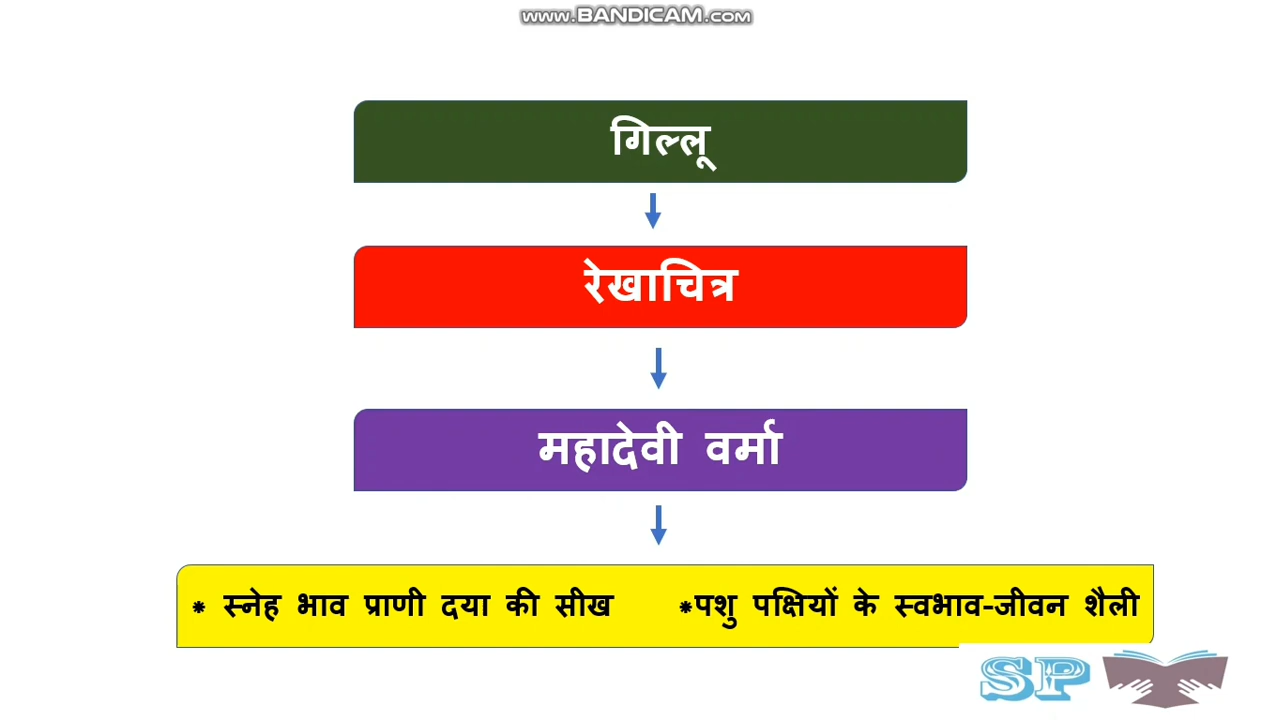 www.BANDICAM.com
गिल्लू
रेखाचित्र
महादेवी वर्मा
* स्नेह भाव प्राणी दया की सीख *पशु पक्षियों के स्वभाव-जीवन शैली
SP